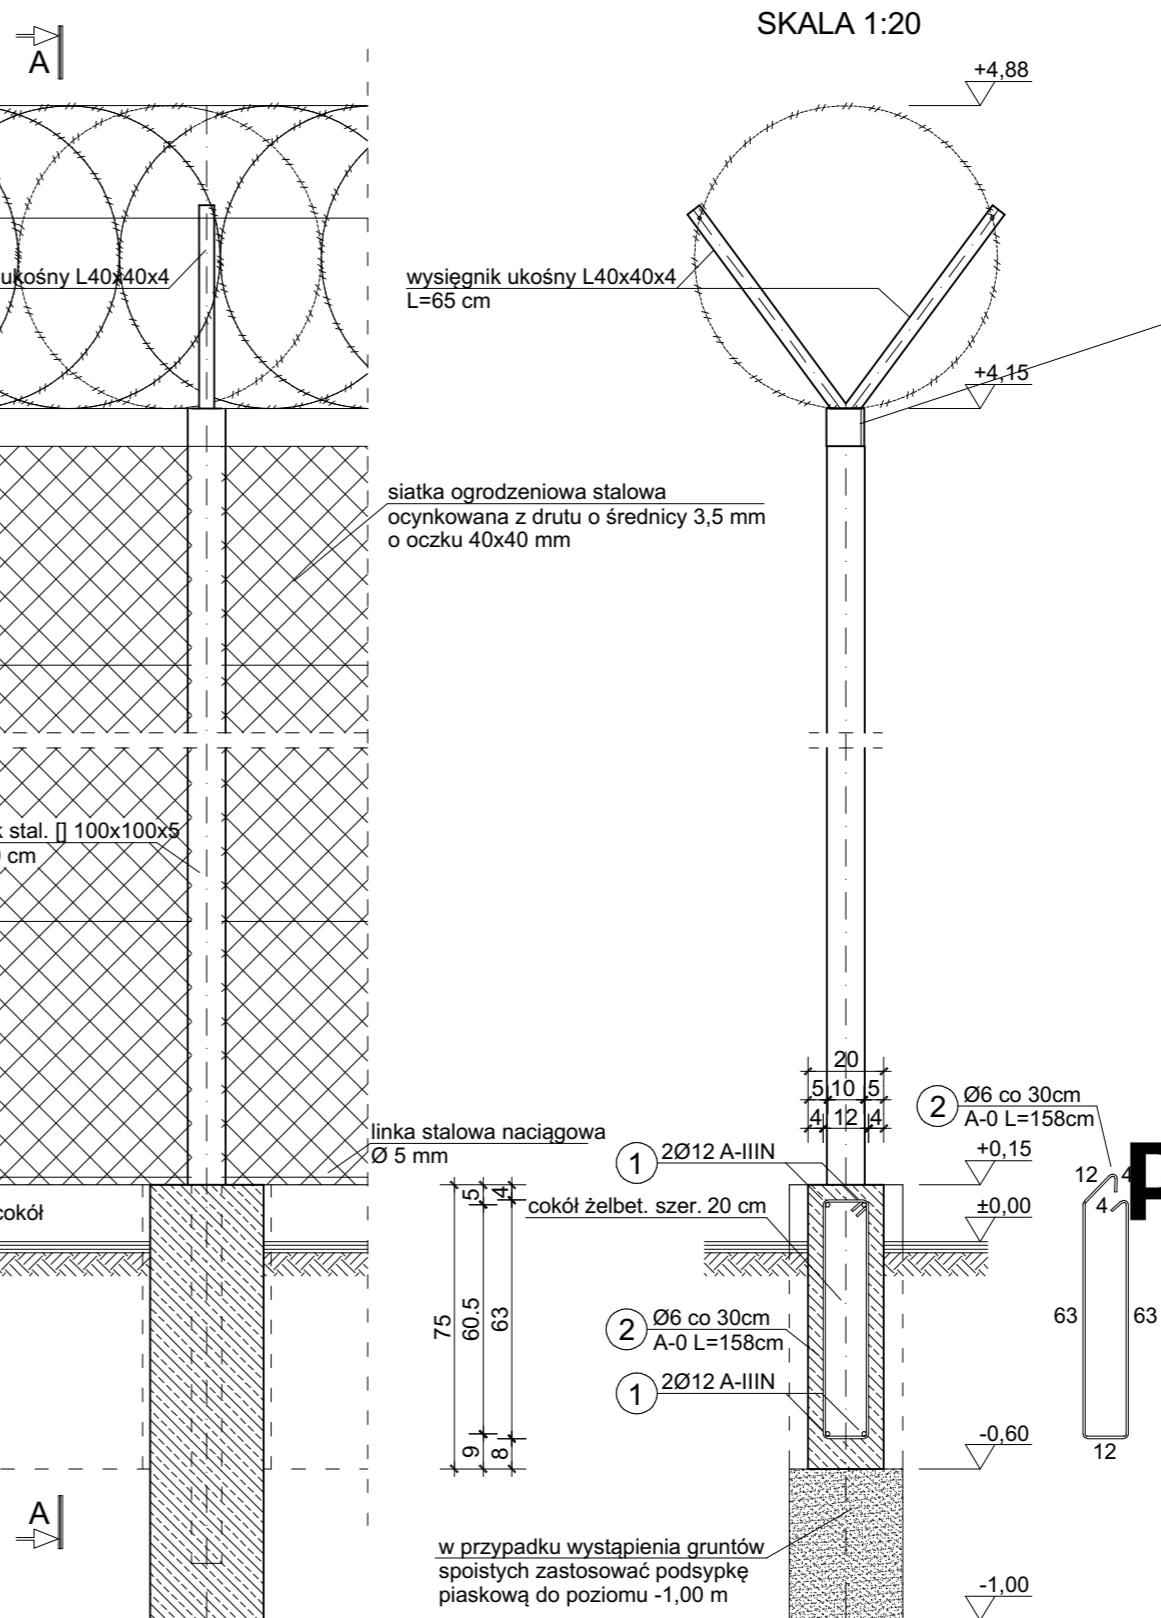 SKALA 1:20
A
+4,88
ukośny L40x40x4
wysięgnik ukośny L40x40x4
L=65 cm
+4,15
siatka ogrodzeniowa stalowa
ocynkowana z drutu o średnicy 3,5 mm
o oczku 40x40 mm
stal. [] 100x100x5
cm
20
5 10 5
4 12 4
2 Ø6 co 30cm
A-0 L=158cm
linka stalowa naciągowa
Ø 5 mm
1 2Ø12 A-IIIN
+0,15
12 4
4
cokół
cokół żelbet. szer. 20 cm
±0,00
5 4
75 60.5 63
2 Ø6 co 30cm
A-0 L=158cm
63 63
1 2Ø12 A-IIIN
9 8
-0,60
12
A
w przypadku wystąpienia gruntów
spoistych zastosować podsypkę
piaskową do poziomu -1,00 m
-1,00